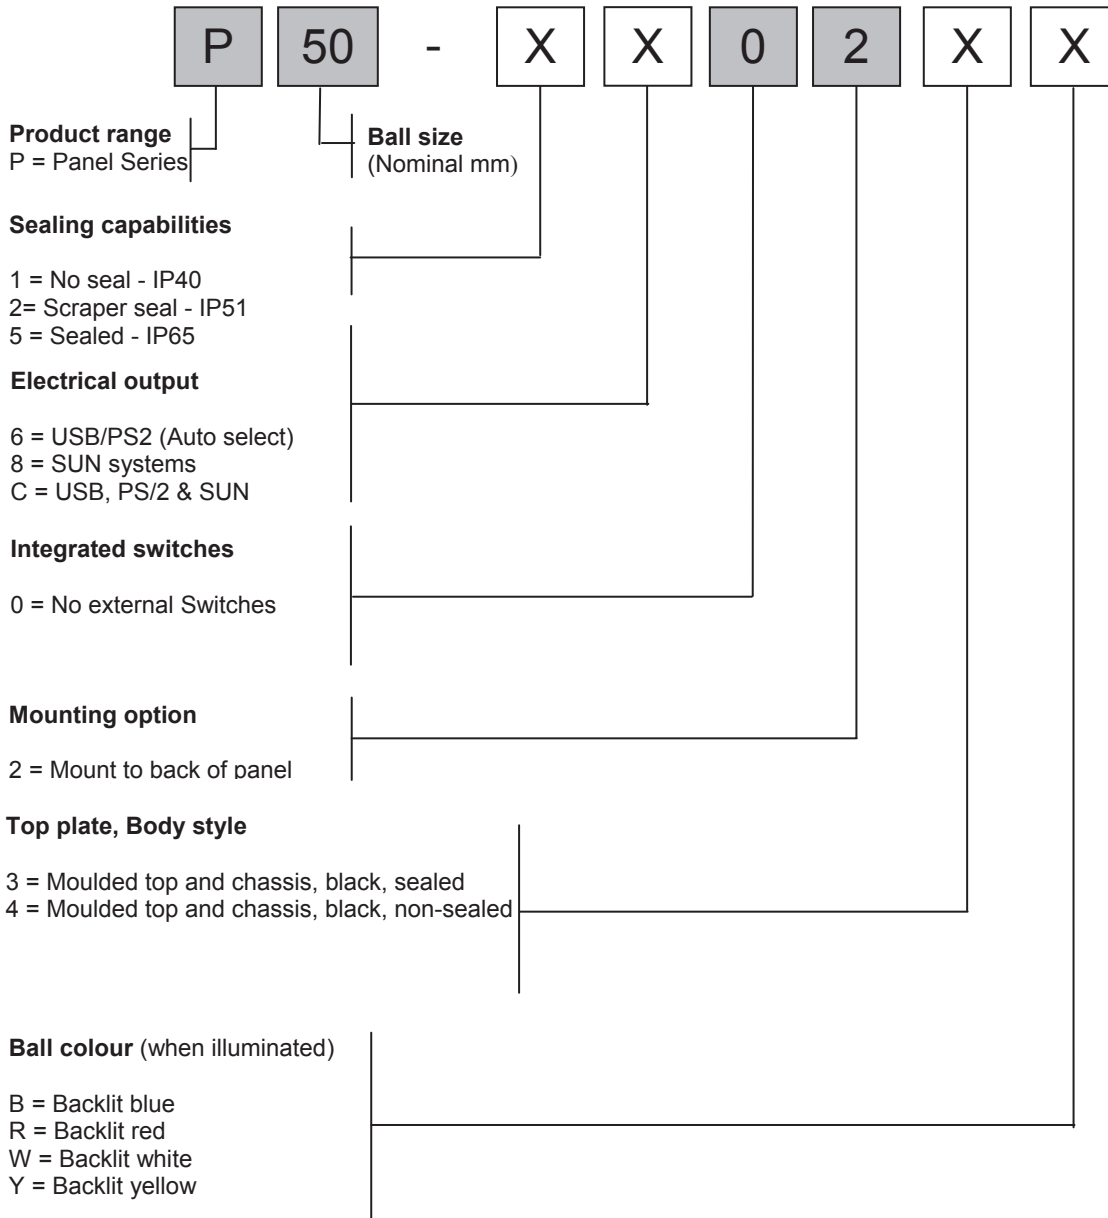 P 50 - X X 0 2 X X
Product range
P = Panel Series
Ball size
(Nominal mm)
Sealing capabilities
1 = No seal - IP40
2= Scraper seal - IP51
5 = Sealed - IP65
Electrical output
6 = USB/PS2 (Auto select)
8 = SUN systems
C = USB, PS/2 & SUN
Integrated switches
0 = No external Switches
Mounting option
2 = Mount to back of panel
Top plate, Body style
3 = Moulded top and chassis, black, sealed
4 = Moulded top and chassis, black, non-sealed
Ball colour (when illuminated)
B = Backlit blue
R = Backlit red
W = Backlit white
Y = Backlit yellow